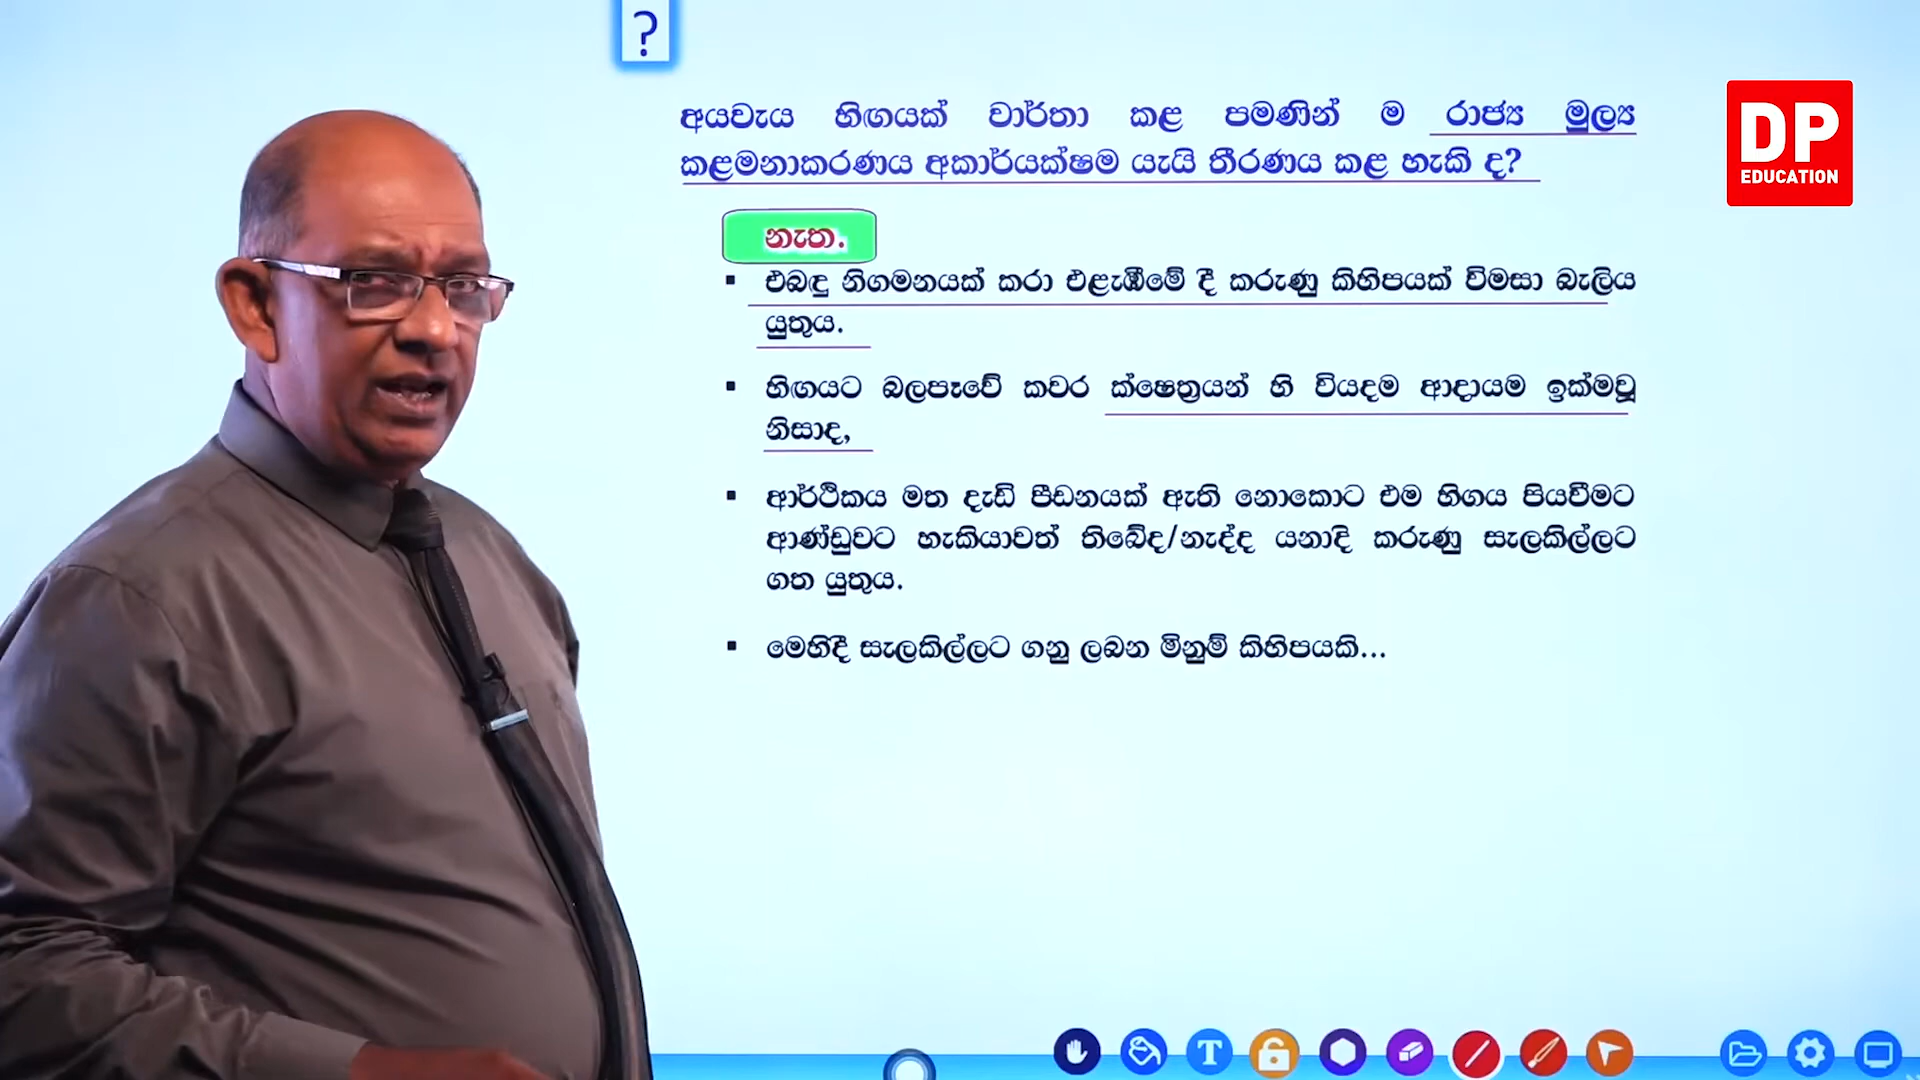 ?
අයවැය හිඟයක් වාර්තා කළ පමණින් ම රාජ්‍ය මුල්‍ය
කළමනාකරණය අකාර්යක්ෂම යැයි තීරණය කළ හැකි ද?
DP
EDUCATION
නැත.
▪ එබඳු නිගමනයක් කරා එළැඹීමේ දී කරුණු කිහිපයක් විමසා බැලිය
යුතුය.
▪ හිඟයට බලපෑවේ කවර ක්ෂෙත්‍රයන් හි වියදම ආදායම ඉක්මවූ
නිසාද,
▪ ආර්ථිකය මත දැඩි පීඩනයක් ඇති නොකොට එම හිගය පියවීමට
ආණ්ඩුවට හැකියාවත් තිබේද/නැද්ද යනාදි කරුණු සැලකිල්ලට
ගත යුතුය.
▪ මෙහිදී සැලකිල්ලට ගනු ලබන මිනුම් කිහිපයකි...
T